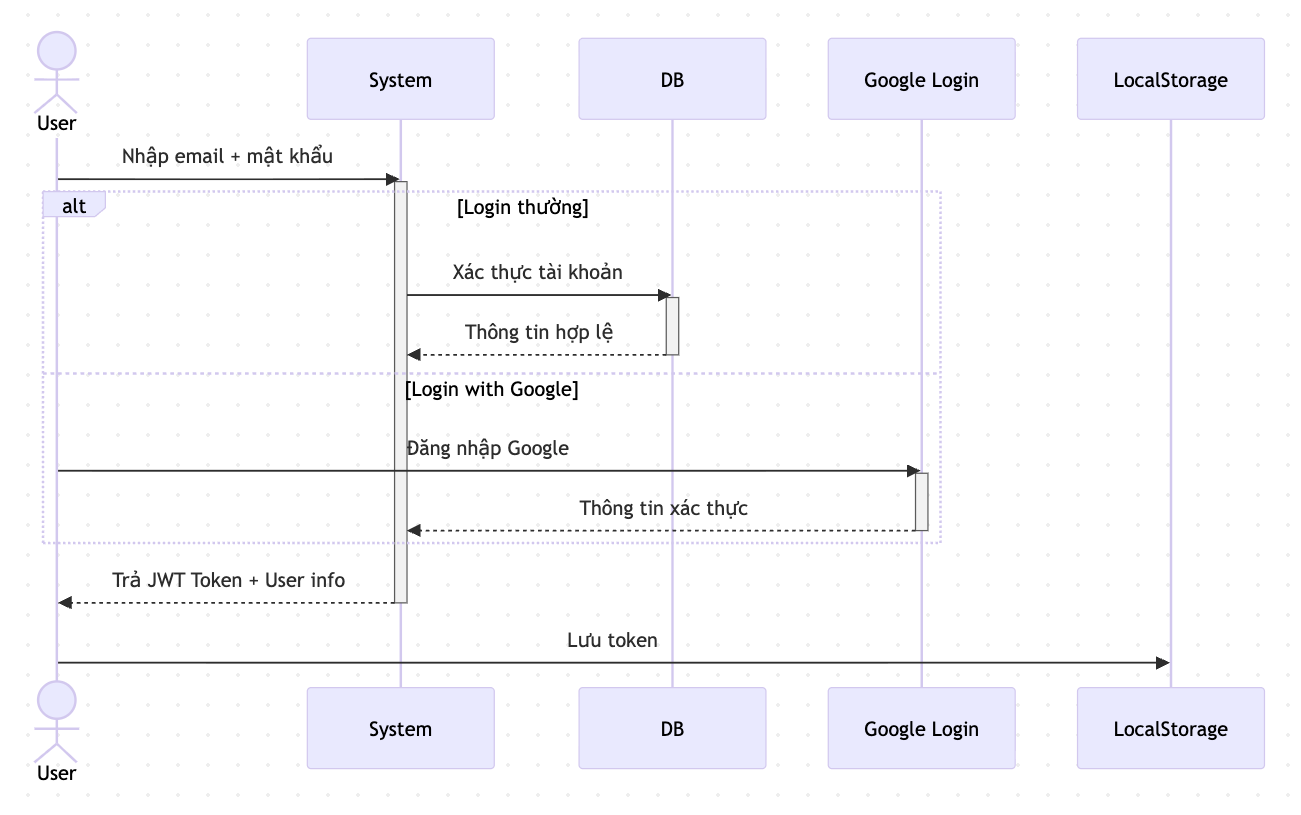 User
System
DB
Google Login
LocalStorage
Nhập email + mật khẩu
alt
[Login thường]
Xác thực tài khoản
Thông tin hợp lệ
[Login with Google]
Đăng nhập Google
Thông tin xác thực
Trả JWT Token + User info
Lưu token
User
System
DB
Google Login
LocalStorage